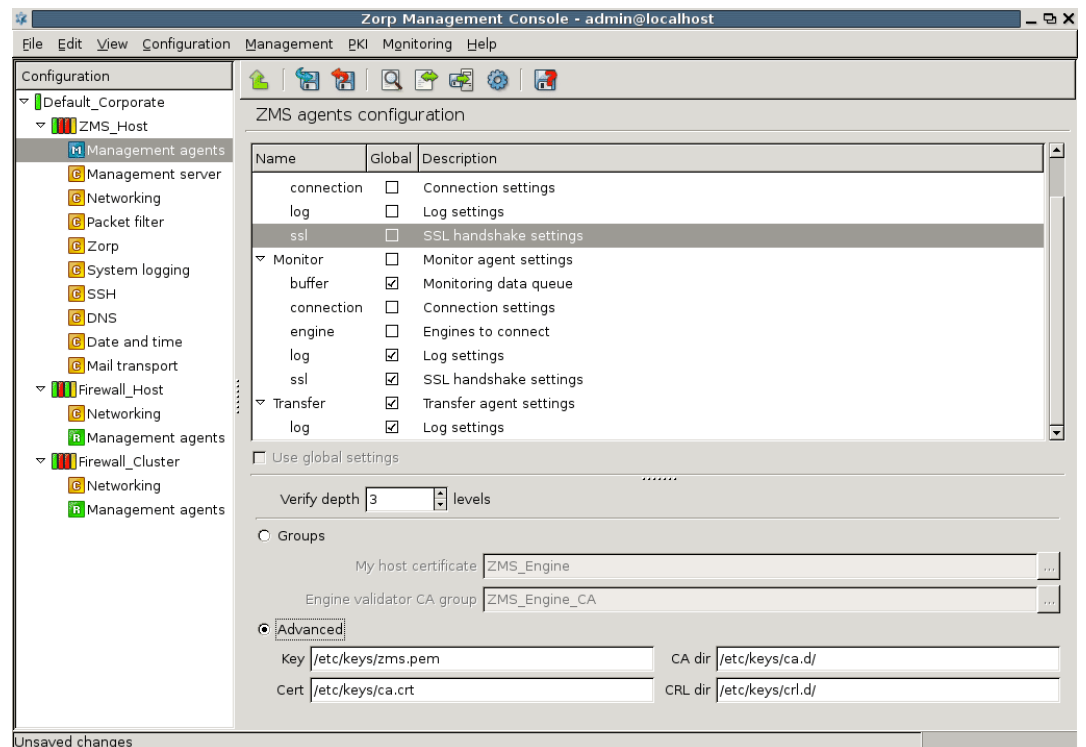 Zorp Management Console - admin@localhost
File Edit View Configuration Management PKI Monitoring Help
Configuration
Default_Corporate
ZMS_Host
Management agents
Management server
Networking
Packet filter
Zorp
System logging
SSH
DNS
Date and time
Mail transport
Firewall_Host
Networking
Management agents
Firewall_Cluster
Networking
Management agents
ZMS agents configuration
Name Global Description
connection Connection settings
log Log settings
ssl SSL handshake settings
Monitor Monitor agent settings
buffer Monitoring data queue
connection Connection settings
engine Engines to connect
log Log settings
ssl SSL handshake settings
Transfer Transfer agent settings
log Log settings
Use global settings
Verify depth 3 levels
Groups
My host certificate ZMS_Engine ...
Engine validator CA group ZMS_Engine_CA ...
Advanced
Key /etc/keys/zms.pem CA dir /etc/keys/ca.d/
Cert /etc/keys/ca.crt CRL dir /etc/keys/crl.d/
Unsaved changes